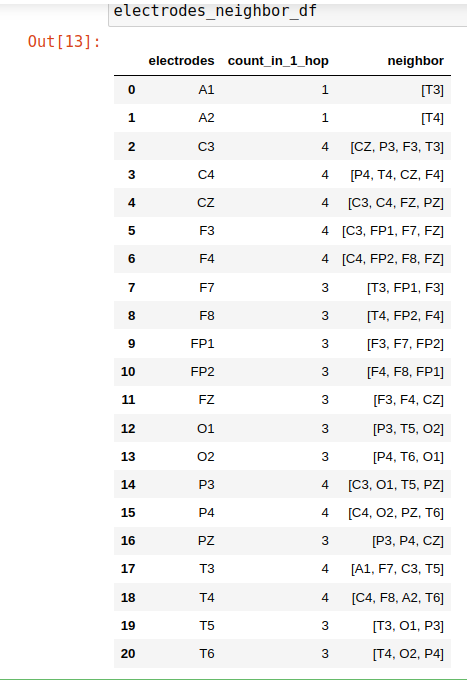 electrodes_neighbor_df
Out[13]:
electrodes count_in_1_hop neighbor
0 A1 1 [T3]
1 A2 1 [T4]
2 C3 4 [CZ, P3, F3, T3]
3 C4 4 [P4, T4, CZ, F4]
4 CZ 4 [C3, C4, FZ, PZ]
5 F3 4 [C3, FP1, F7, FZ]
6 F4 4 [C4, FP2, F8, FZ]
7 F7 3 [T3, FP1, F3]
8 F8 3 [T4, FP2, F4]
9 FP1 3 [F3, F7, FP2]
10 FP2 3 [F4, F8, FP1]
11 FZ 3 [F3, F4, CZ]
12 O1 3 [P3, T5, O2]
13 O2 3 [P4, T6, O1]
14 P3 4 [C3, O1, T5, PZ]
15 P4 4 [C4, O2, PZ, T6]
16 PZ 3 [P3, P4, CZ]
17 T3 4 [A1, F7, C3, T5]
18 T4 4 [C4, F8, A2, T6]
19 T5 3 [T3, O1, P3]
20 T6 3 [T4, O2, P4]